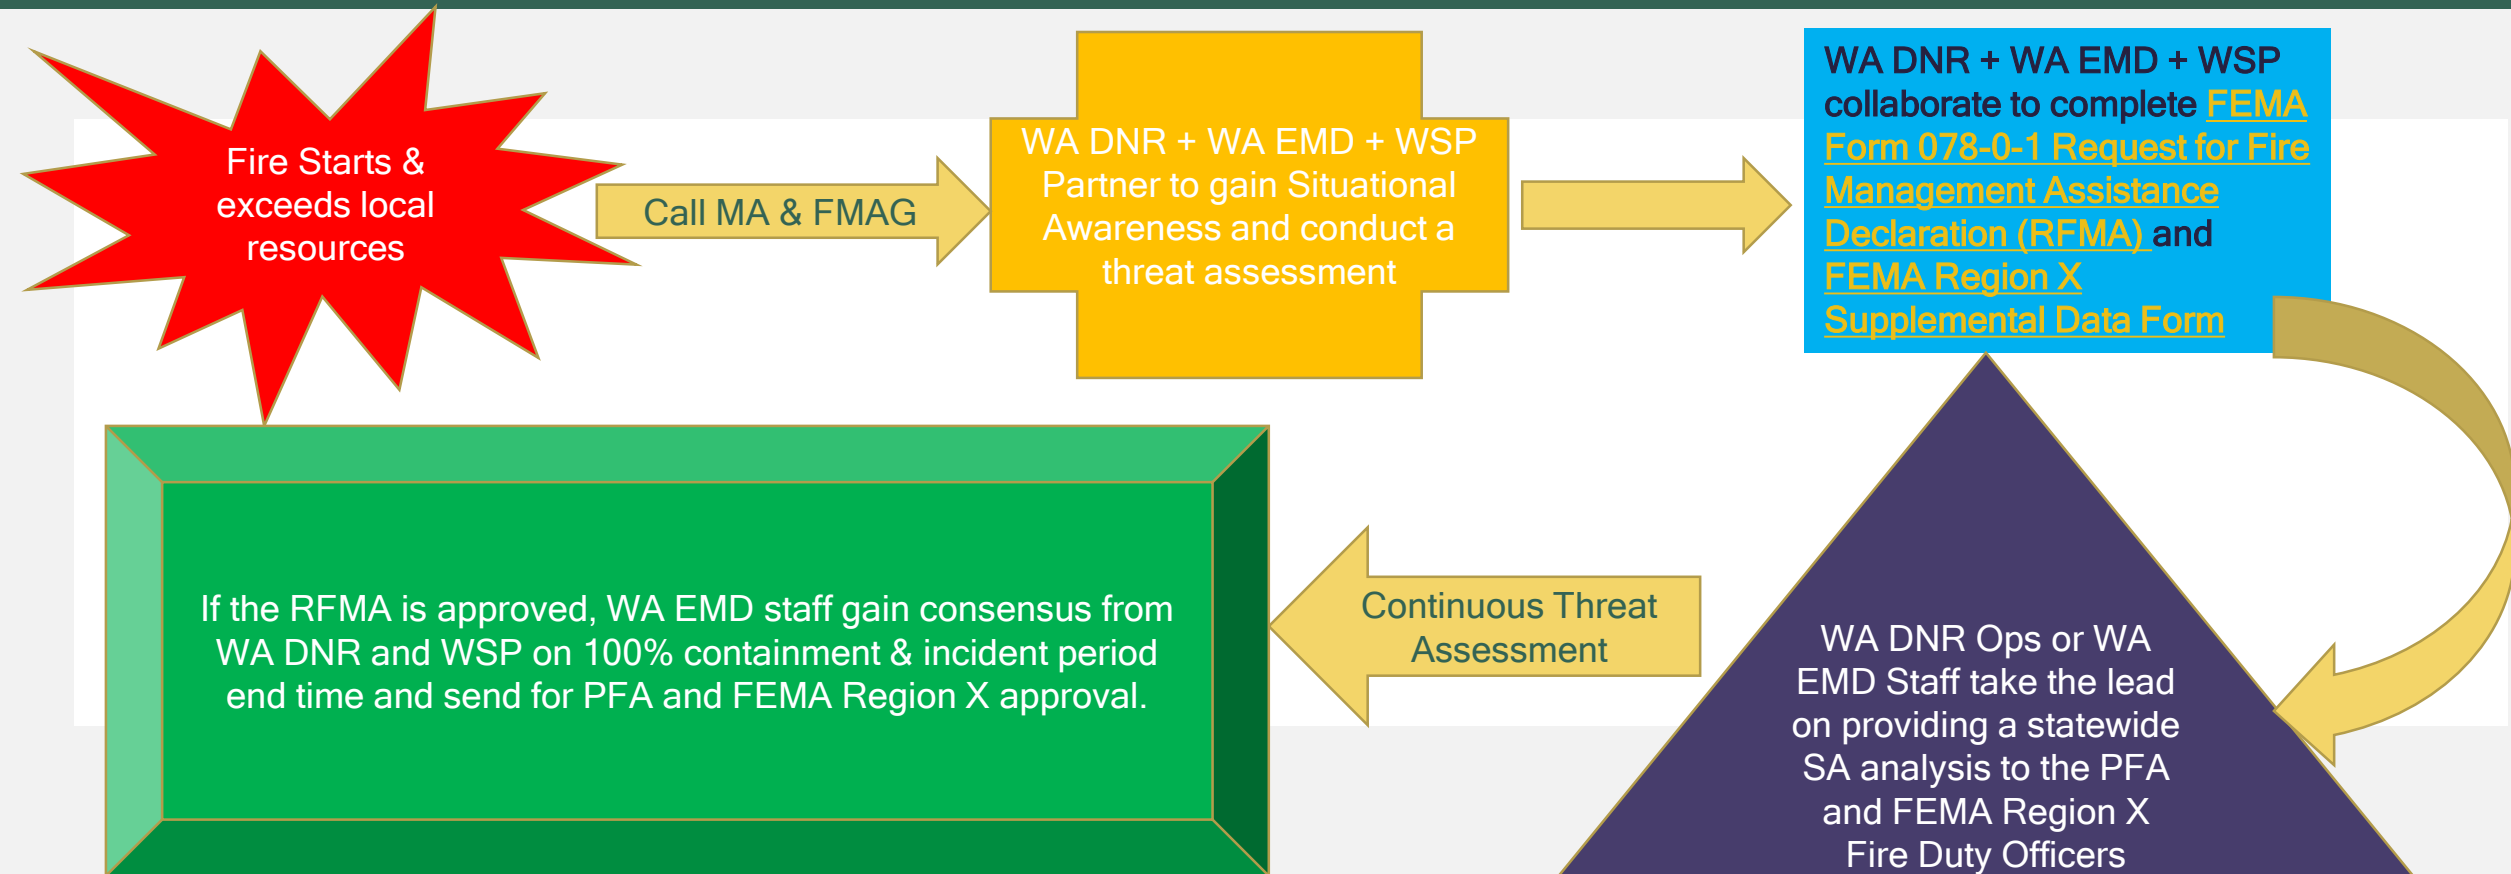 Fire Starts &
exceeds local
resources
Call MA & FMAG
WA DNR + WA EMD + WSP
Partner to gain Situational
Awareness and conduct a
threat assessment
WA DNR + WA EMD + WSP
collaborate to complete FEMA
Form 078-0-1 Request for Fire
Management Assistance
Declaration (RFMA) and
FEMA Region X
Supplemental Data Form
WA DNR Ops or WA
EMD Staff take the lead
on providing a statewide
SA analysis to the PFA
and FEMA Region X
Fire Duty Officers
Continuous Threat
Assessment
If the RFMA is approved, WA EMD staff gain consensus from
WA DNR and WSP on 100% containment & incident period
end time and send for PFA and FEMA Region X approval.